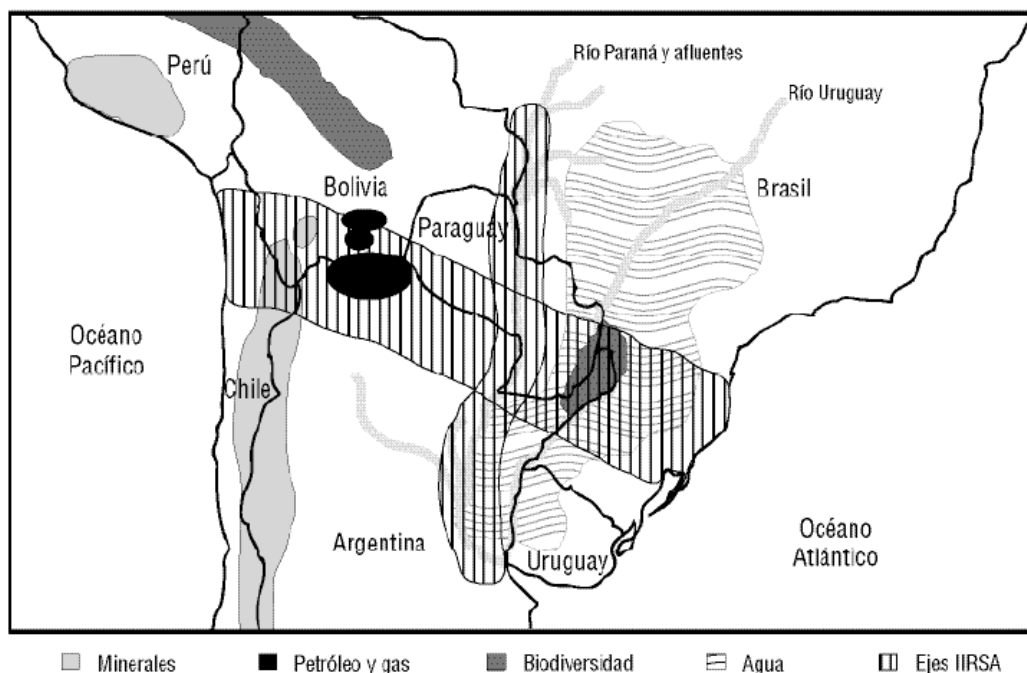 Río Paraná y afluentes
Perú
Río Uruguay
Bolivia
Brasil
Paraguay
Océano
Pacífico
Chile
Argentina
Uruguay
Océano
Atlántico
Minerales
Petróleo y gas
Biodiversidad
Agua
Ejes IIRSA